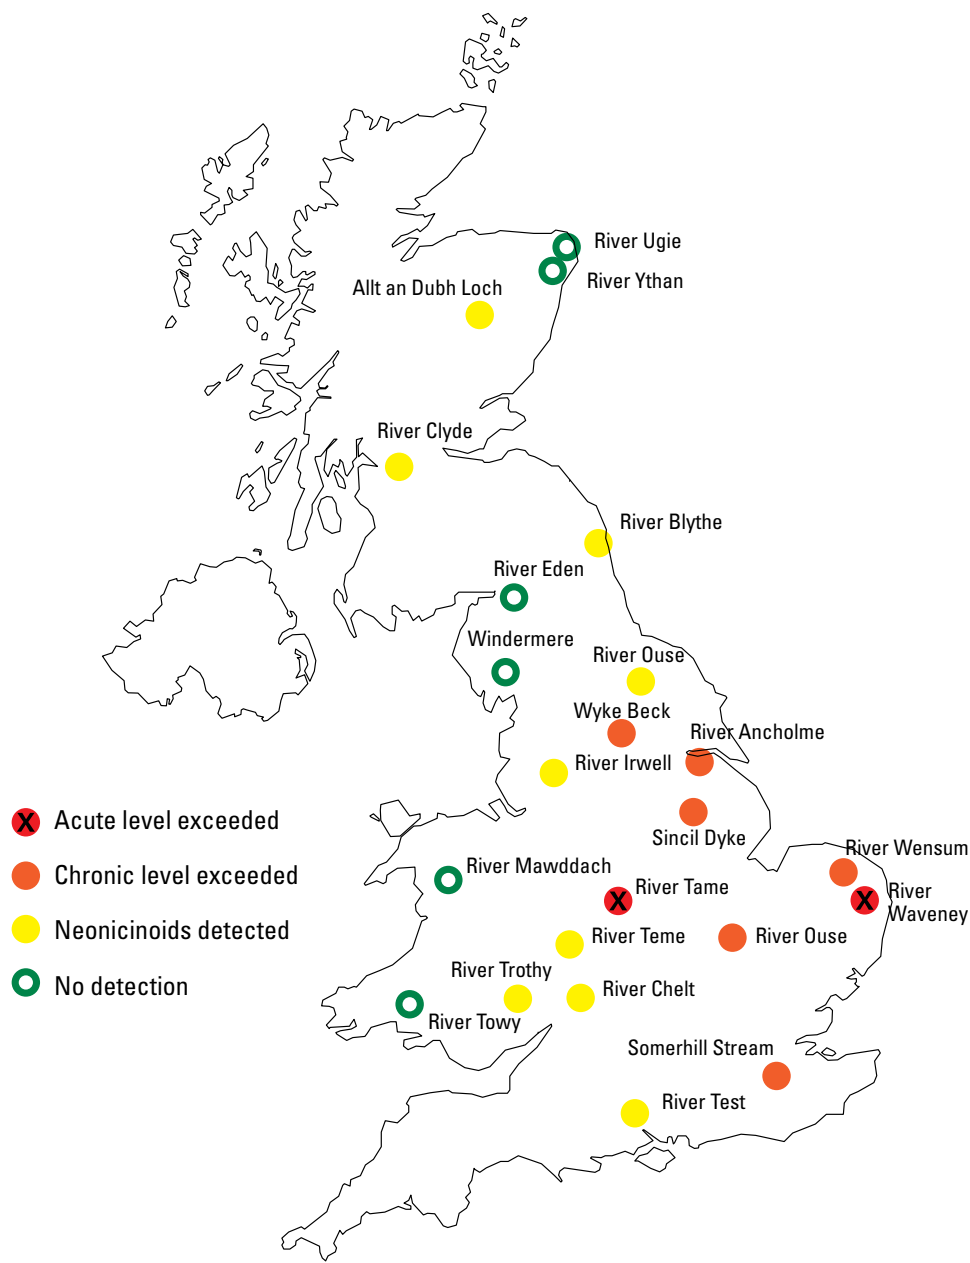 River Ugie
River Ythan
Allt an Dubh Loch
River Clyde
River Blythe
River Eden
Windermere
River Ouse
Wyke Beck
River Ancholme
River Irwell
X Acute level exceeded
Sincil Dyke
River Wensum
Chronic level exceeded
River Mawddach
River Tame
X
X
River
Waveney
Neonicinoids detected
River Teme
River Ouse
River Trothy
No detection
River Chelt
River Towy
Somerhill Stream
River Test